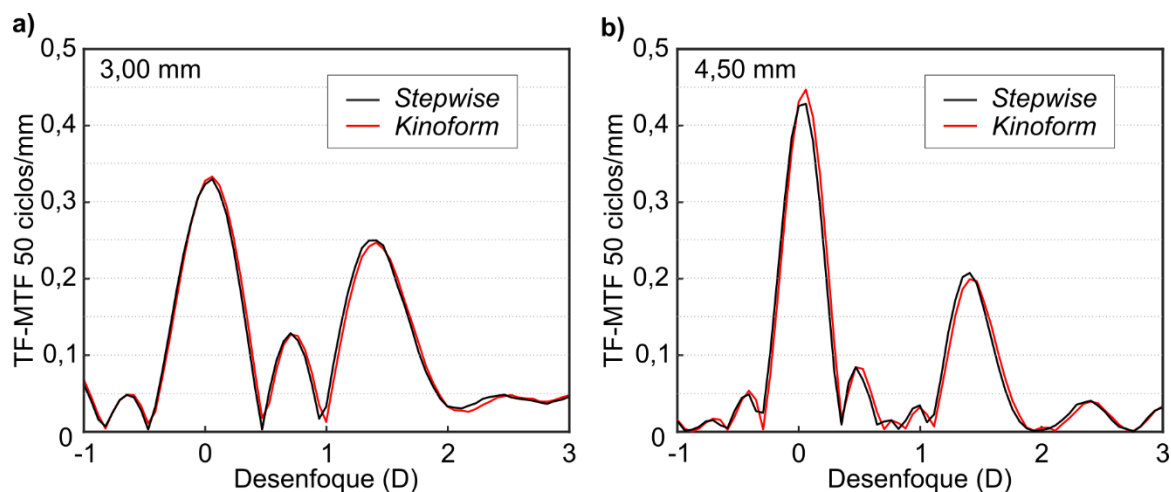 a)
0,5
0,4
0,3
0,2
0,1
0
TF-MTF 50 ciclos/mm
3,00 mm
Stepwise
Kinoform
-1
0
1
2
3
Desenfoque (D)
b)
0,5
0,4
0,3
0,2
0,1
0
TF-MTF 50 ciclos/mm
4,50 mm
Stepwise
Kinoform
-1
0
1
2
3
Desenfoque (D)